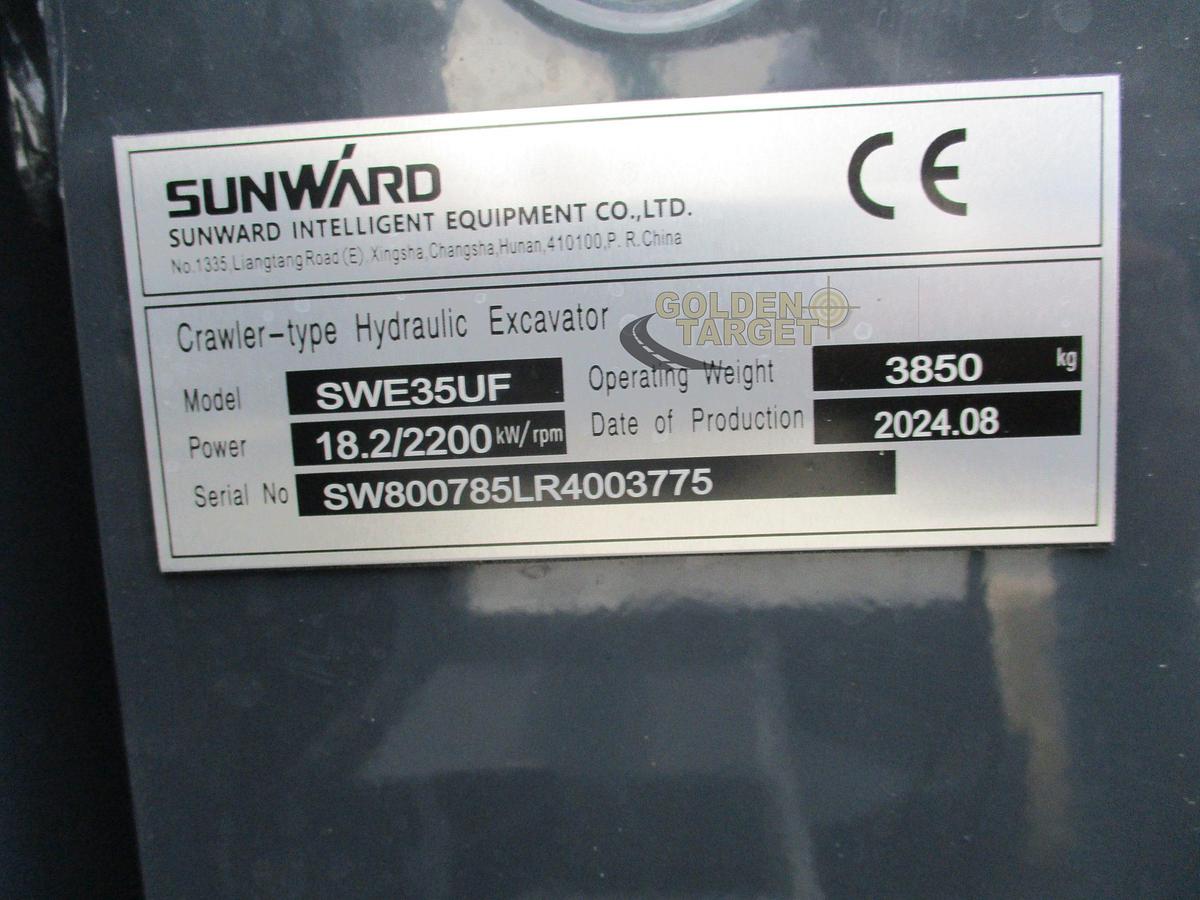 SUNWARD
CE
SUNWARD INTELLIGENT EQUIPMENT CO.,LTD.
No.1335,Liangtang Road (E),Xingsha,Changsha,Hunan,410100,P. R.China
Crawler-type Hydraulic Excavator
GOLDEN
TARGET
Model SWE35UF Operating Weight 3850 kg
Power 18.2/2200 kW/rpm Date of Production 2024.08
Serial No SW800785LR4003775